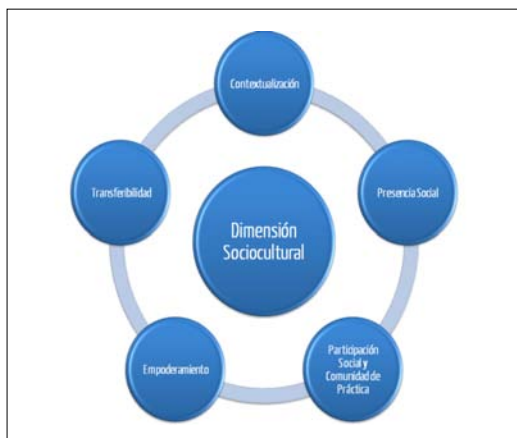 Contextualización
Presencia Social
Participación
Social y
Comunidad de
Práctica
Empoderamiento
Transferibilidad
Dimensión
Sociocultural